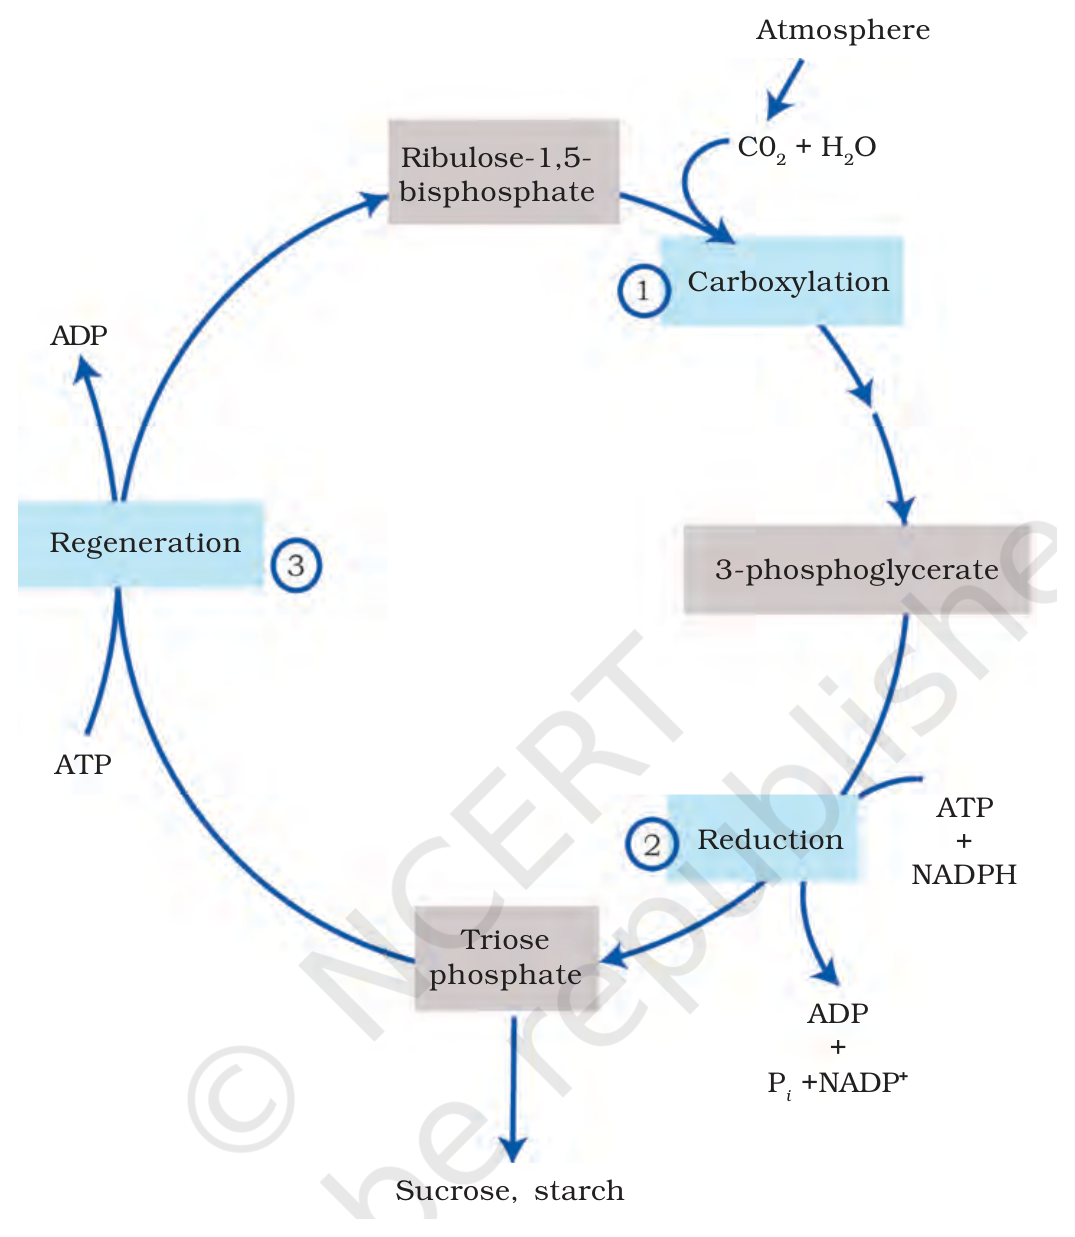 Atmosphere
C0₂ + H₂O
Ribulose-1,5-
bisphosphate
1
Carboxylation
ADP
Regeneration
3
3-phosphoglycerate
ATP
ATP
+
NADPH
2
Reduction
Triose
phosphate
ADP
+
Pᵢ +NADP⁺
Sucrose, starch
© NCERT
be republishe